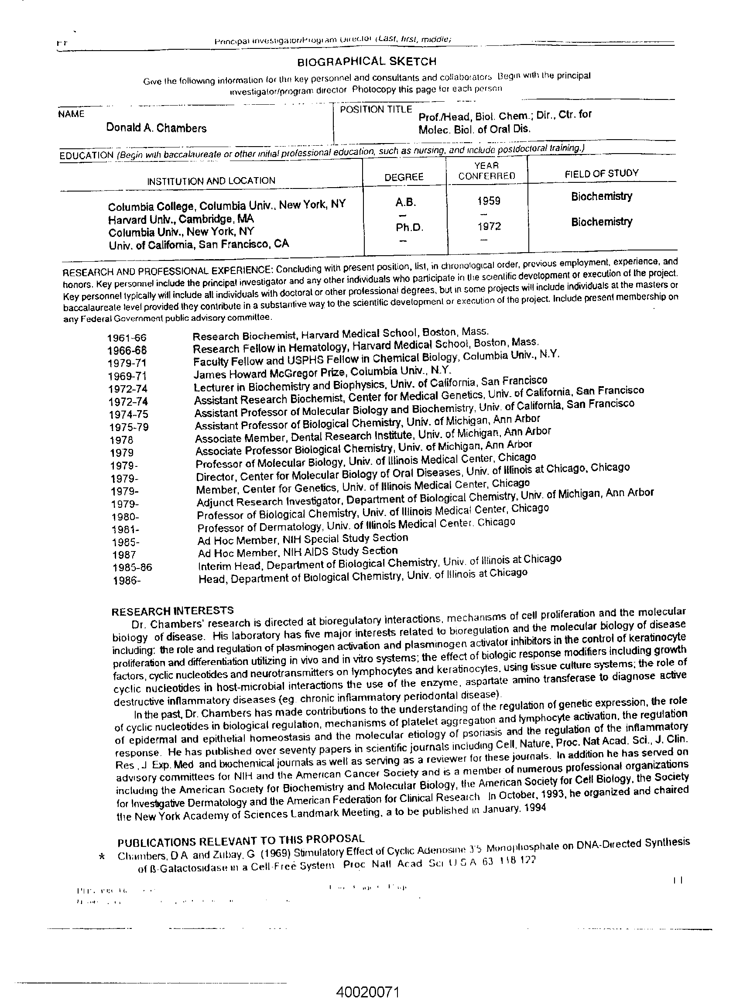 FF
Principal Investigator/Program Director (Last, first, middle)
BIOGRAPHICAL SKETCH
Give the following information for the key personnel and consultants and collaborators. Begin with the principal
investigator/program director. Photocopy this page for each person.
NAME
Donald A. Chambers
POSITION TITLE
Prof./Head, Biol. Chem.; Dir., Ctr. for
Molec. Biol. of Oral Dis.
EDUCATION (Begin with baccalaureate or other initial professional education, such as nursing, and include postdoctoral training.)
INSTITUTION AND LOCATION DEGREE YEAR CONFERRED FIELD OF STUDY
Columbia College, Columbia Univ., New York, NY A.B. 1959 Biochemistry
Harvard Univ., Cambridge, MA — —
Columbia Univ., New York, NY Ph.D. 1972 Biochemistry
Univ. of California, San Francisco, CA — —
RESEARCH AND PROFESSIONAL EXPERIENCE: Concluding with present position, list, in chronological order, previous employment, experience, and
honors. Key personnel include the principal investigator and any other individuals who participate in the scientific development or execution of the project.
Key personnel typically will include all individuals with doctoral or other professional degrees, but in some projects will include individuals at the masters or
baccalaureate level provided they contribute in a substantive way to the scientific development or execution of the project. Include present membership on
any Federal Government public advisory committee.
1961-66 Research Biochemist, Harvard Medical School, Boston, Mass.
1966-68 Research Fellow in Hematology, Harvard Medical School, Boston, Mass.
1979-71 Faculty Fellow and USPHS Fellow in Chemical Biology, Columbia Univ., N.Y.
1969-71 James Howard McGregor Prize, Columbia Univ., N.Y.
1972-74 Lecturer in Biochemistry and Biophysics, Univ. of California, San Francisco
1972-74 Assistant Research Biochemist, Center for Medical Genetics, Univ. of California, San Francisco
1974-75 Assistant Professor of Molecular Biology and Biochemistry, Univ. of California, San Francisco
1975-79 Assistant Professor of Biological Chemistry, Univ. of Michigan, Ann Arbor
1978 Associate Member, Dental Research Institute, Univ. of Michigan, Ann Arbor
1979 Associate Professor Biological Chemistry, Univ. of Michigan, Ann Arbor
1979- Professor of Molecular Biology, Univ. of Illinois Medical Center, Chicago
1979- Director, Center for Molecular Biology of Oral Diseases, Univ. of Illinois at Chicago, Chicago
1979- Member, Center for Genetics, Univ. of Illinois Medical Center, Chicago
1979- Adjunct Research Investigator, Department of Biological Chemistry, Univ. of Michigan, Ann Arbor
1980- Professor of Biological Chemistry, Univ. of Illinois Medical Center, Chicago
1981- Professor of Dermatology, Univ. of Illinois Medical Center. Chicago
1985- Ad Hoc Member, NIH Special Study Section
1987 Ad Hoc Member, NIH AIDS Study Section
1985-86 Interim Head, Department of Biological Chemistry, Univ. of Illinois at Chicago
1986- Head, Department of Biological Chemistry, Univ. of Illinois at Chicago
RESEARCH INTERESTS
Dr. Chambers' research is directed at bioregulatory interactions, mechanisms of cell proliferation and the molecular
biology of disease. His laboratory has five major interests related to bioregulation and the molecular biology of disease
including: the role and regulation of plasminogen activation and plasminogen activator inhibitors in the control of keratinocyte
proliferation and differentiation utilizing in vivo and in vitro systems; the effect of biologic response modifiers including growth
factors, cyclic nucleotides and neurotransmitters on lymphocytes and keratinocytes, using tissue culture systems; the role of
cyclic nucleotides in host-microbial interactions the use of the enzyme, aspartate amino transferase to diagnose active
destructive inflammatory diseases (eg chronic inflammatory periodontal disease).
In the past, Dr. Chambers has made contributions to the understanding of the regulation of genetic expression, the role
of cyclic nucleotides in biological regulation, mechanisms of platelet aggregation and lymphocyte activation, the regulation
of epidermal and epithelial homeostasis and the molecular etiology of psoriasis and the regulation of the inflammatory
response. He has published over seventy papers in scientific journals including Cell, Nature, Proc. Nat Acad. Sci., J. Clin.
Res., J Exp. Med and biochemical journals as well as serving as a reviewer for these journals. In addition he has served on
advisory committees for NIH and the American Cancer Society and is a member of numerous professional organizations
including the American Society for Biochemistry and Molecular Biology, the American Society for Cell Biology, the Society
for Investigative Dermatology and the American Federation for Clinical Research In October, 1993, he organized and chaired
the New York Academy of Sciences Landmark Meeting, a to be published in January, 1994
PUBLICATIONS RELEVANT TO THIS PROPOSAL
* Chambers, D.A. and Zubay, G. (1969) Stimulatory Effect of Cyclic Adenosine 3'5' Monophosphate on DNA-Directed Synthesis
of ß-Galactosidase in a Cell-Free System Proc Natl Acad Sci U S A 63 118 122
40020071